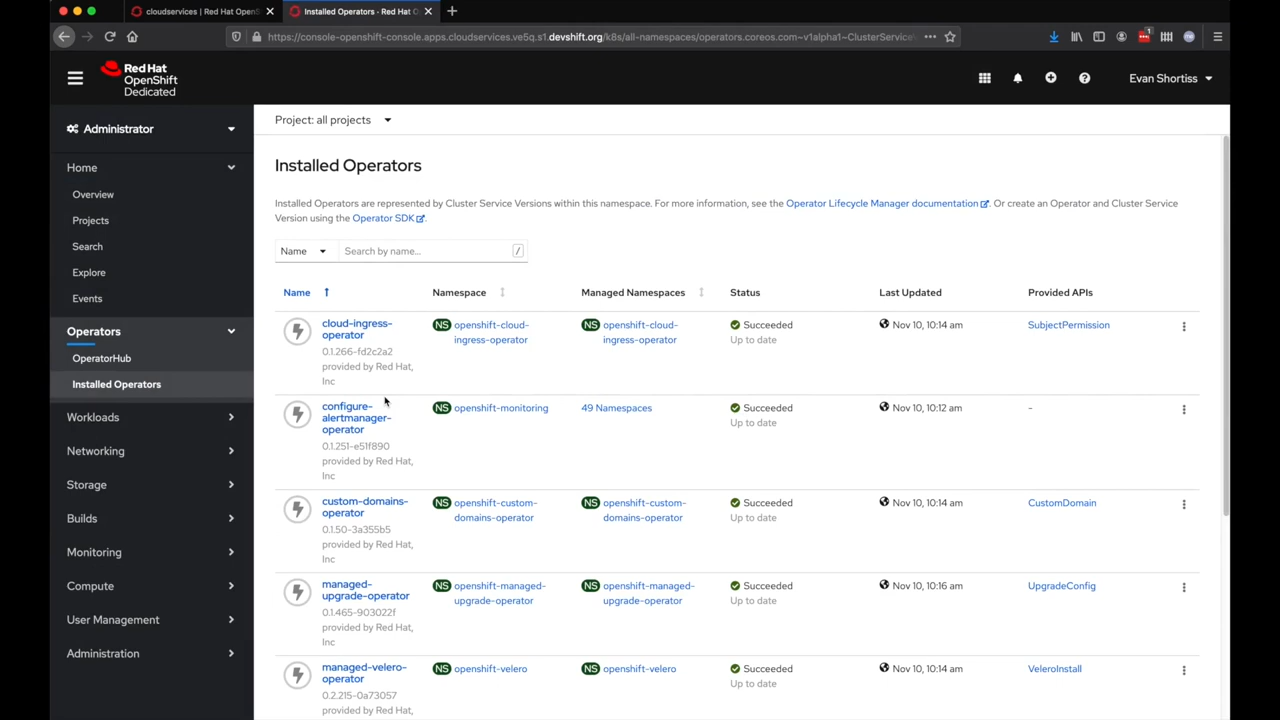 cloudservices | Red Hat OpenS
Installed Operators · Red Hat O
https://console-openshift-console.apps.cloudservices.ve5q.s1.devshift.org/k8s/all-namespaces/operators.coreos.com~v1alpha1~ClusterService
1
Red Hat
OpenShift
Dedicated
Evan Shortiss
Administrator
Project: all projects
Home
Overview
Projects
Search
Explore
Events
Operators
OperatorHub
Installed Operators
Workloads
Networking
Storage
Builds
Monitoring
Compute
User Management
Administration
Installed Operators
Installed Operators are represented by Cluster Service Versions within this namespace. For more information, see the Operator Lifecycle Manager documentation. Or create an Operator and Cluster Service
Version using the Operator SDK.
Name
Search by name...
/
Name Namespace Managed Namespaces Status Last Updated Provided APIs
cloud-ingress-
operator
0.1.266-fd2c2a2
provided by Red Hat,
Inc
NS openshift-cloud-
ingress-operator
NS openshift-cloud-
ingress-operator
Succeeded
Up to date
Nov 10, 10:14 am
SubjectPermission
configure-
alertmanager-
operator
0.1.251-e51f890
provided by Red Hat,
Inc
NS openshift-monitoring
49 Namespaces
Succeeded
Up to date
Nov 10, 10:12 am
-
custom-domains-
operator
0.1.50-3a355b5
provided by Red Hat,
Inc
NS openshift-custom-
domains-operator
NS openshift-custom-
domains-operator
Succeeded
Up to date
Nov 10, 10:14 am
CustomDomain
managed-
upgrade-operator
0.1.465-903022f
provided by Red Hat,
Inc
NS openshift-managed-
upgrade-operator
NS openshift-managed-
upgrade-operator
Succeeded
Up to date
Nov 10, 10:16 am
UpgradeConfig
managed-velero-
operator
0.2.215-0a73057
provided by Red Hat,
NS openshift-velero
NS openshift-velero
Succeeded
Up to date
Nov 10, 10:14 am
VeleroInstall